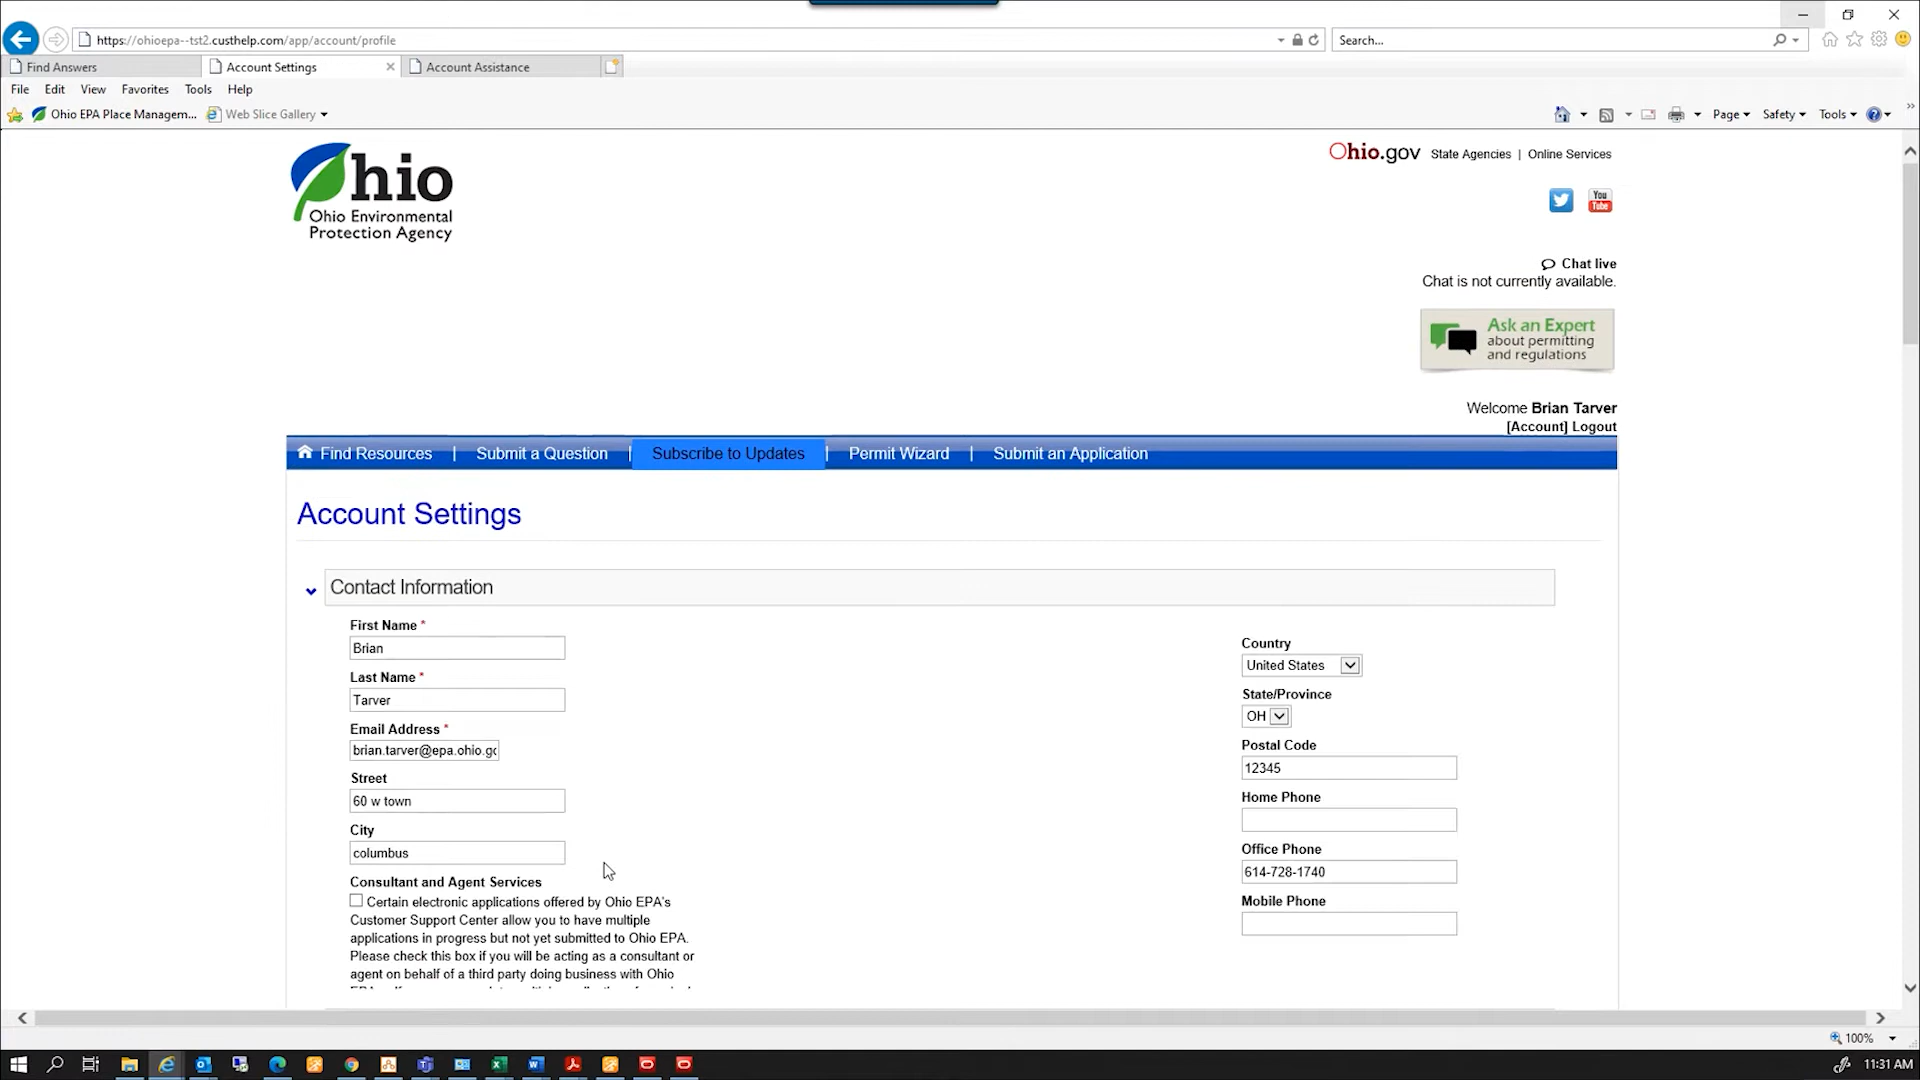 https://ohioepa--tst2.custhelp.com/app/account/profile
Search...
Find Answers
Account Settings
Account Assistance
File Edit View Favorites Tools Help
Ohio EPA Place Managem...
Web Slice Gallery
Page Safety Tools
Ohio
Ohio Environmental
Protection Agency
Ohio.gov State Agencies | Online Services
You
Tube
Chat live
Chat is not currently available.
Ask an Expert
about permitting
and regulations
Welcome Brian Tarver
[Account] Logout
Find Resources | Submit a Question | Subscribe to Updates | Permit Wizard | Submit an Application
Account Settings
Contact Information
First Name *
Brian
Last Name *
Tarver
Email Address *
brian.tarver@epa.ohio.go
Street
60 w town
City
columbus
Consultant and Agent Services
Certain electronic applications offered by Ohio EPA's
Customer Support Center allow you to have multiple
applications in progress but not yet submitted to Ohio EPA.
Please check this box if you will be acting as a consultant or
agent on behalf of a third party doing business with Ohio
Country
United States
State/Province
OH
Postal Code
12345
Home Phone
Office Phone
614-728-1740
Mobile Phone
100%
11:31 AM